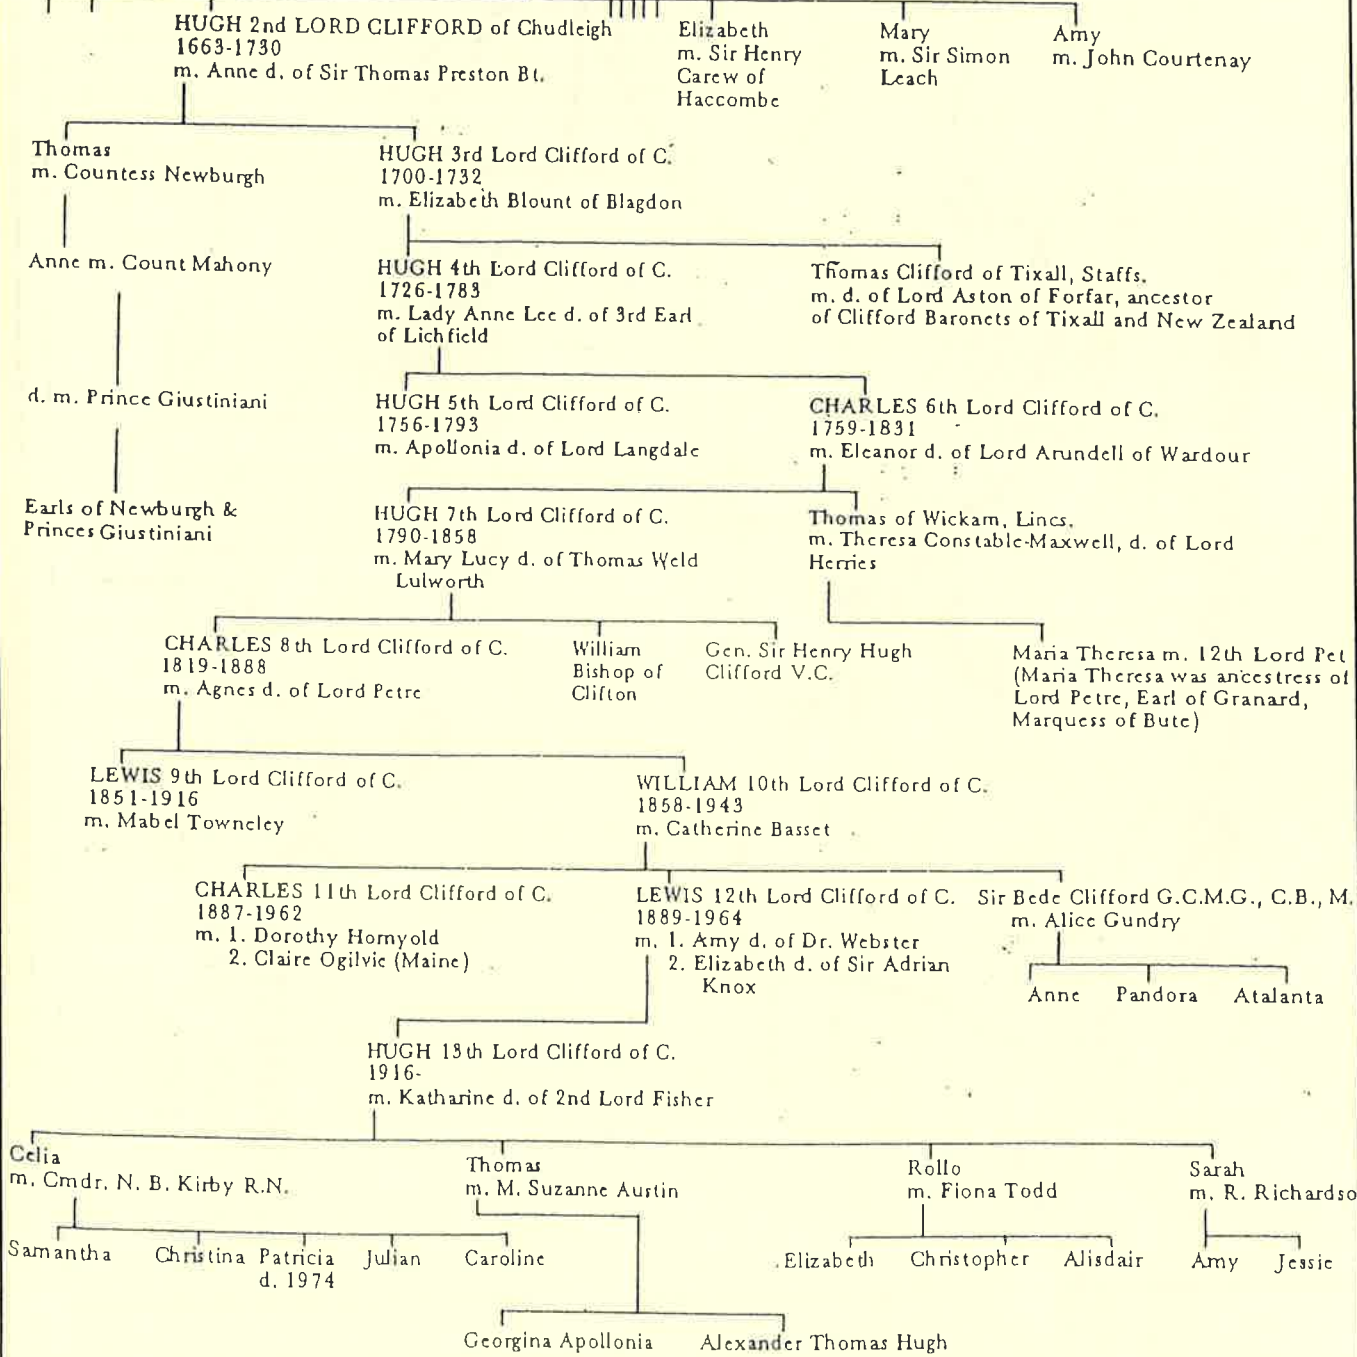 HUGH 2nd LORD CLIFFORD of Chudleigh
1663-1730
m. Anne d. of Sir Thomas Preston Bt.
Elizabeth
m. Sir Henry
Carew of
Haccombe
Mary
m. Sir Simon
Leach
Amy
m. John Courtenay
Thomas
m. Countess Newburgh
HUGH 3rd Lord Clifford of C.
1700-1732
m. Elizabeth Blount of Blagdon
Anne m. Count Mahony
HUGH 4th Lord Clifford of C.
1726-1783
m. Lady Anne Lee d. of 3rd Earl
of Lichfield
Thomas Clifford of Tixall, Staffs.
m. d. of Lord Aston of Forfar, ancestor
of Clifford Baronets of Tixall and New Zealand
d. m. Prince Giustiniani
HUGH 5th Lord Clifford of C.
1756-1793
m. Apollonia d. of Lord Langdale
CHARLES 6th Lord Clifford of C.
1759-1831
m. Eleanor d. of Lord Arundell of Wardour
Earls of Newburgh &
Princes Giustiniani
HUGH 7th Lord Clifford of C.
1790-1858
m. Mary Lucy d. of Thomas Weld
Lulworth
Thomas of Wickam, Lincs.
m. Theresa Constable-Maxwell, d. of Lord
Herries
CHARLES 8th Lord Clifford of C.
1819-1888
m. Agnes d. of Lord Petre
William
Bishop of
Clifton
Gen. Sir Henry Hugh
Clifford V.C.
Maria Theresa m. 12th Lord Pet
(Maria Theresa was ancestress of
Lord Petre, Earl of Granard,
Marquess of Bute)
LEWIS 9th Lord Clifford of C.
1851-1916
m. Mabel Towneley
WILLIAM 10th Lord Clifford of C.
1858-1943
m. Catherine Basset
CHARLES 11th Lord Clifford of C.
1887-1962
m. 1. Dorothy Hornyold
2. Claire Ogilvie (Maine)
LEWIS 12th Lord Clifford of C.
1889-1964
m. 1. Amy d. of Dr. Webster
2. Elizabeth d. of Sir Adrian
Knox
Sir Bede Clifford G.C.M.G., C.B., M.
m. Alice Gundry
Anne Pandora Atalanta
HUGH 13th Lord Clifford of C.
1916-
m. Katharine d. of 2nd Lord Fisher
Celia
m. Cmdr. N. B. Kirby R.N.
Thomas
m. M. Suzanne Austin
Rollo
m. Fiona Todd
Sarah
m. R. Richardso
Samantha Christina Patricia Julian Caroline
d. 1974
Elizabeth Christopher Alisdair
Amy Jessie
Georgina Apollonia Alexander Thomas Hugh